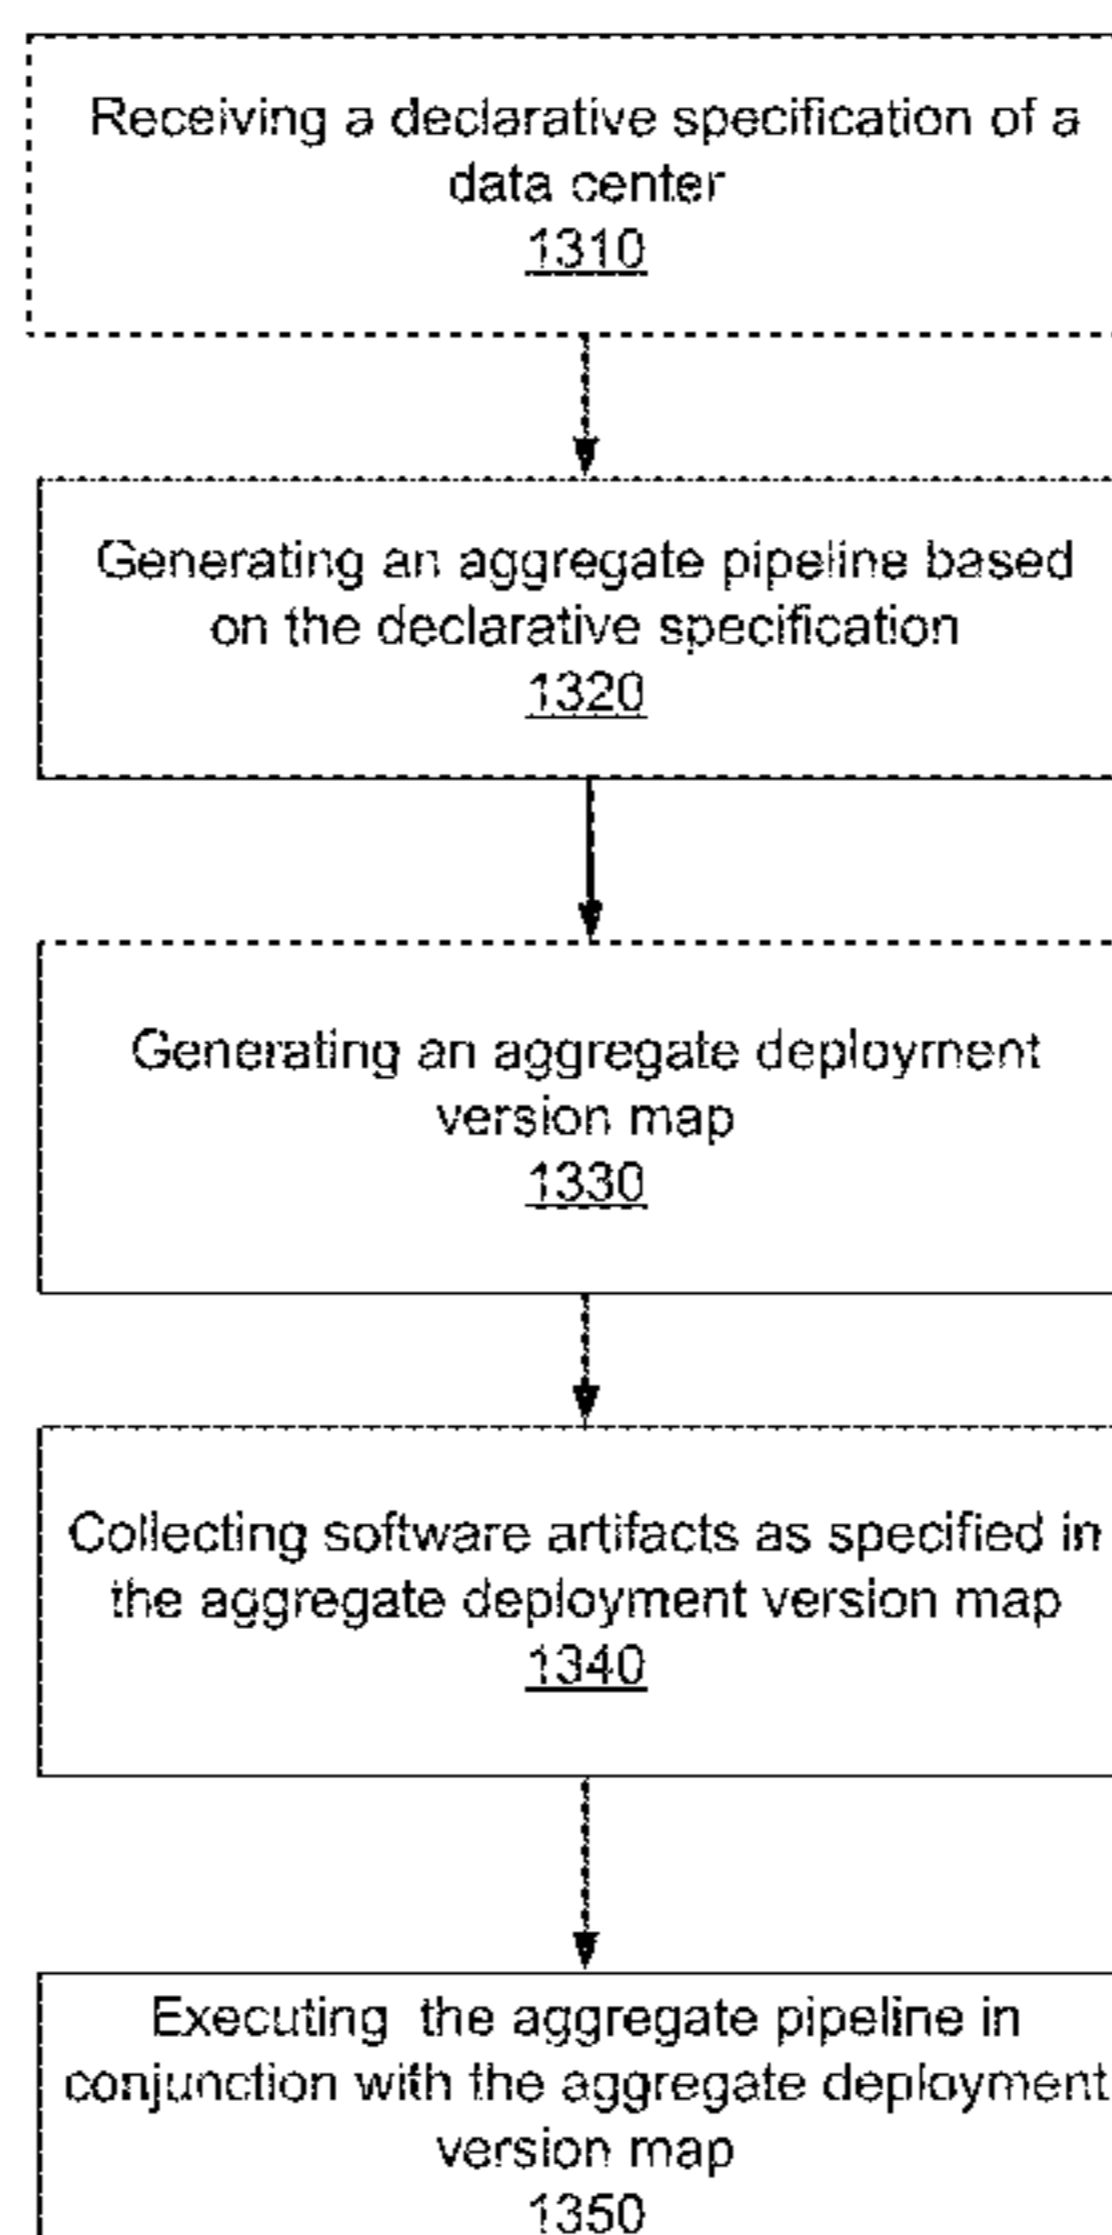 Receiving a declarative specification of a
data center
1310
Generating an aggregate pipeline based
on the declarative specification
1320
Generating an aggregate deployment
version map
1330
Collecting software artifacts as specified in
the aggregate deployment version map
1340
Executing the aggregate pipeline in
conjunction with the aggregate deployment
version map
1350